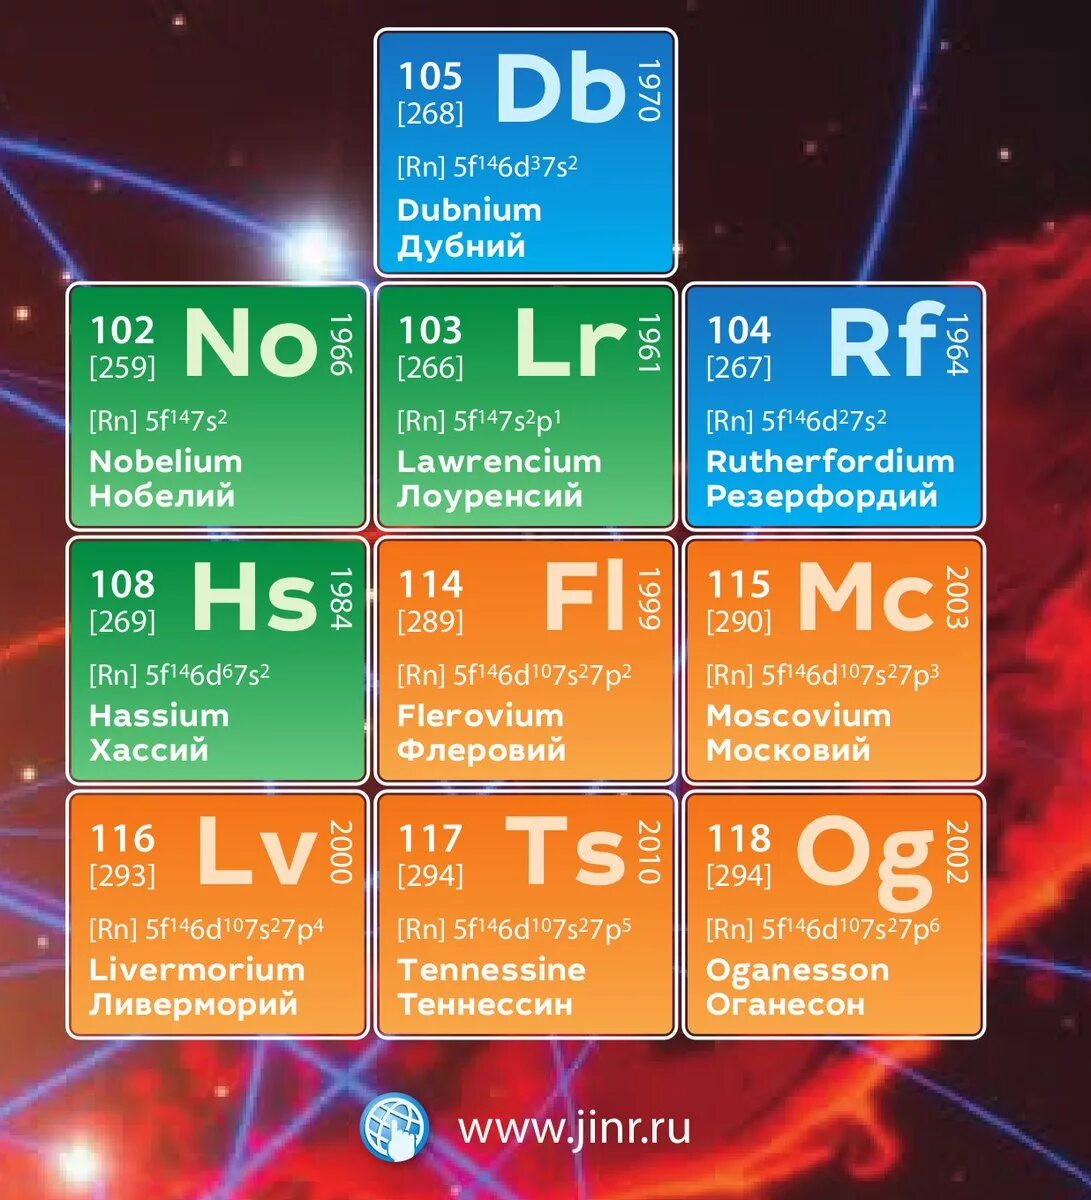 105 Db 1970
[268]
[Rn] 5f¹⁴6d³7s²
Dubnium
Дубний
102 No 1966
[259]
[Rn] 5f¹⁴7s²
Nobelium
Нобелий
103 Lr 1961
[266]
[Rn] 5f¹⁴7s²p¹
Lawrencium
Лоуренсий
104 Rf 1964
[267]
[Rn] 5f¹⁴6d²7s²
Rutherfordium
Резерфордий
108 Hs 1984
[269]
[Rn] 5f¹⁴6d⁶7s²
Hassium
Хассий
114 Fl 1999
[289]
[Rn] 5f¹⁴6d¹⁰7s²7p²
Flerovium
Флеровий
115 Mc 2003
[290]
[Rn] 5f¹⁴6d¹⁰7s²7p³
Moscovium
Московий
116 Lv 2000
[293]
[Rn] 5f¹⁴6d¹⁰7s²7p⁴
Livermorium
Ливерморий
117 Ts 2010
[294]
[Rn] 5f¹⁴6d¹⁰7s²7p⁵
Tennessine
Теннессин
118 Og 2002
[294]
[Rn] 5f¹⁴6d¹⁰7s²7p⁶
Oganesson
Оганесон
www.jinr.ru